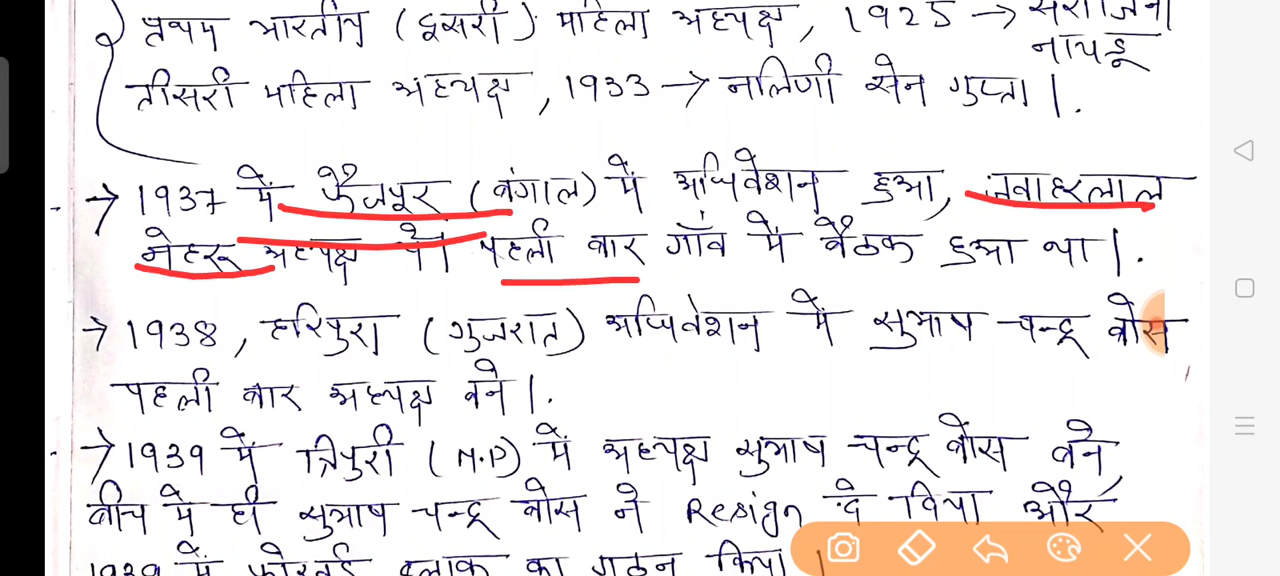 प्रथम भारतीय (दूसरी) महिला अध्यक्ष, 1925 → सरोजिनी
नायडू
तीसरी महिला अध्यक्ष, 1933 → नलिणी सेन गुप्ता।
→ 1937 में फैजपूर (बंगाल) में अधिवेशन हुआ, जवाहरलाल
नेहरू अध्यक्ष थे। पहली बार गाँव में बैठक हुआ था।
→ 1938, हरिपुरा (गुजरात) अधिवेशन में सुभाष चन्द्र बोस
पहली बार अध्यक्ष बने।
→ 1939 में त्रिपुरी (M.P) में अध्यक्ष सुभाष चन्द्र बोस बने,
बीच में ही सुभाष चन्द्र बोस ने Resign दे दिया और
1939 में फोरवर्ड ब्लाक का गठन किया।